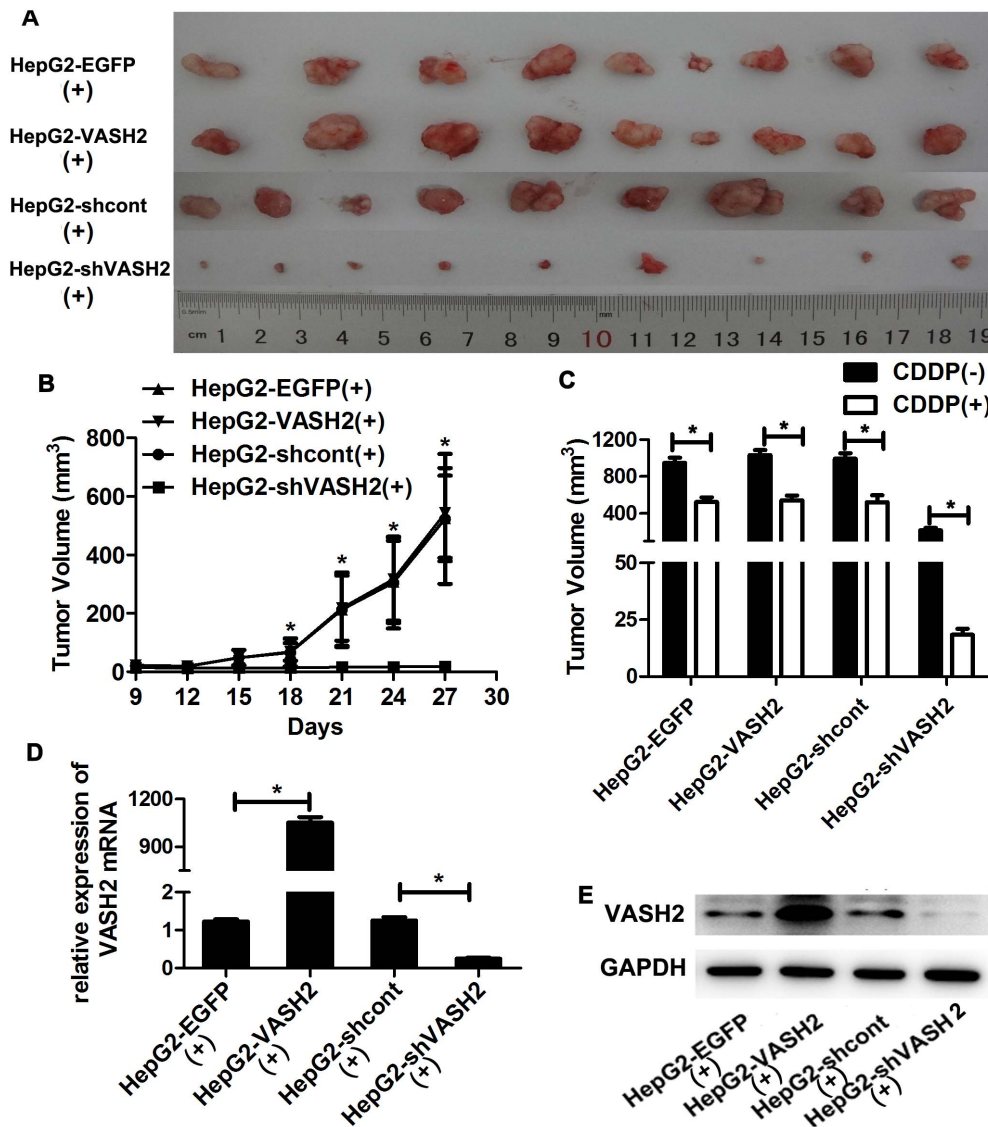 A
HepG2-EGFP
(+)
HepG2-VASH2
(+)
HepG2-shcont
(+)
HepG2-shVASH2
(+)
0.5mm
mm
cm 1 2 3 4 5 6 7 8 9 10 11 12 13 14 15 16 17 18 19
B
HepG2-EGFP(+)
HepG2-VASH2(+)
HepG2-shcont(+)
HepG2-shVASH2(+)
Tumor Volume (mm³)
800
600
400
200
0
* * * *
9 12 15 18 21 24 27 30
Days
C
CDDP(-)
CDDP(+)
Tumor Volume (mm³)
1200
800
400
50
25
0
* * * *
HepG2-EGFP
HepG2-VASH2
HepG2-shcont
HepG2-shVASH2
D
relative expression of
VASH2 mRNA
1200
900
2
1
0
* *
HepG2-EGFP
(+)
HepG2-VASH2
(+)
HepG2-shcont
(+)
HepG2-shVASH2
(+)
E
VASH2
GAPDH
HepG2-EGFP
(+)
HepG2-VASH2
(+)
HepG2-shcont
(+)
HepG2-shVASH2
(+)